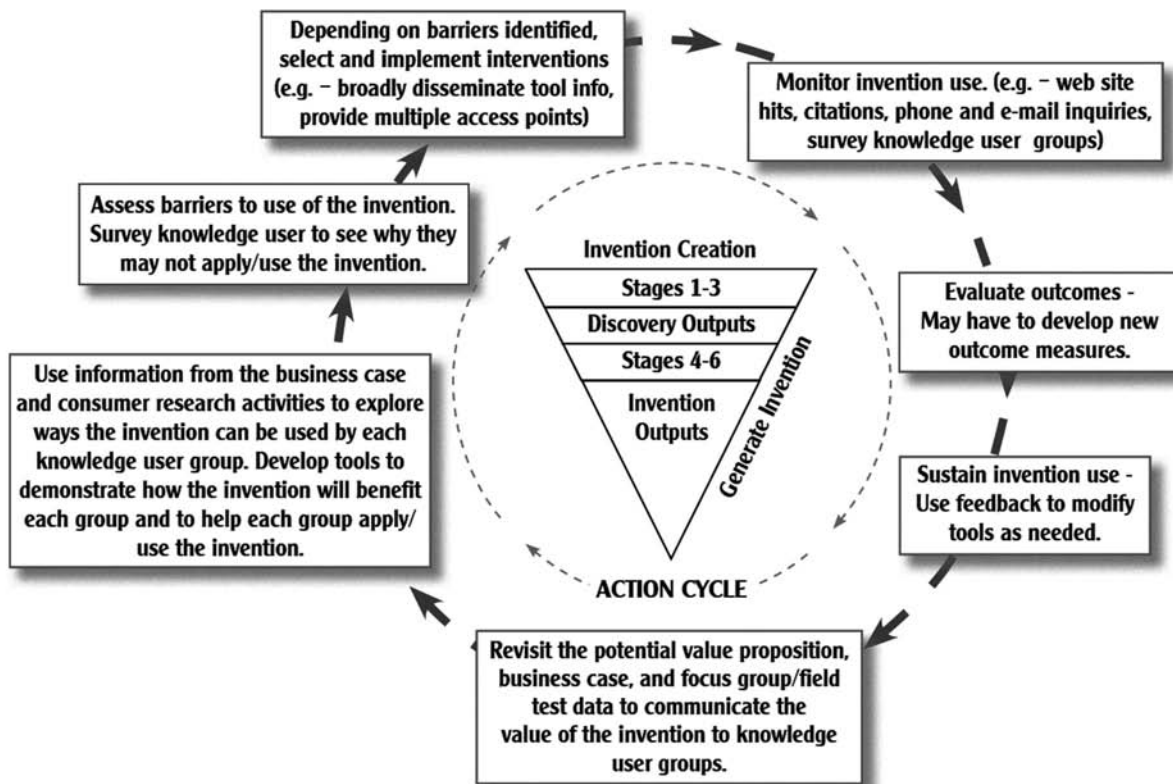 Depending on barriers identified,
select and implement interventions
(e.g. – broadly disseminate tool info,
provide multiple access points)
Monitor invention use. (e.g. – web site
hits, citations, phone and e-mail inquiries,
survey knowledge user groups)
Evaluate outcomes -
May have to develop new
outcome measures.
Sustain invention use -
Use feedback to modify
tools as needed.
Revisit the potential value proposition,
business case, and focus group/field
test data to communicate the
value of the invention to knowledge
user groups.
Use information from the business case
and consumer research activities to explore
ways the invention can be used by each
knowledge user group. Develop tools to
demonstrate how the invention will benefit
each group and to help each group apply/
use the invention.
Assess barriers to use of the invention.
Survey knowledge user to see why they
may not apply/use the invention.
Invention Creation
Stages 1-3
Discovery Outputs
Stages 4-6
Invention
Outputs
Generate Invention
ACTION CYCLE